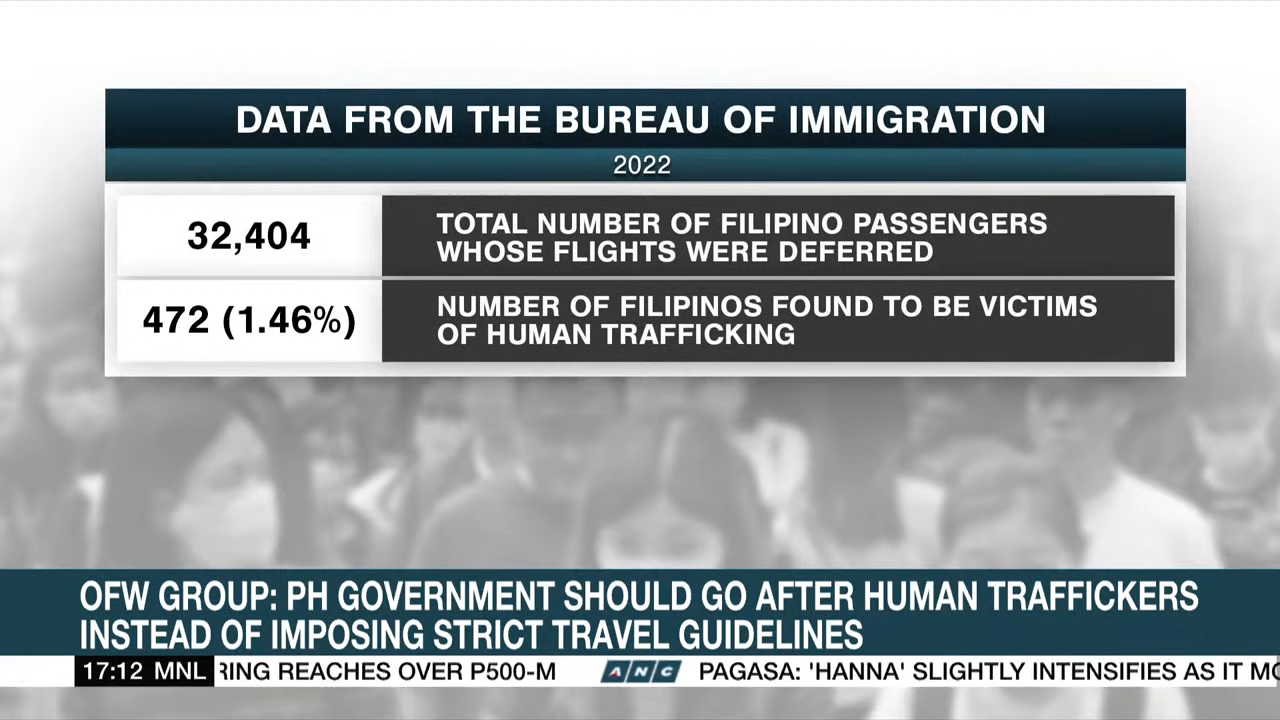 DATA FROM THE BUREAU OF IMMIGRATION
2022
32,404
TOTAL NUMBER OF FILIPINO PASSENGERS
WHOSE FLIGHTS WERE DEFERRED
472 (1.46%)
NUMBER OF FILIPINOS FOUND TO BE VICTIMS
OF HUMAN TRAFFICKING
OFW GROUP: PH GOVERNMENT SHOULD GO AFTER HUMAN TRAFFICKERS
INSTEAD OF IMPOSING STRICT TRAVEL GUIDELINES
17:12 MNL RING REACHES OVER P500-M ANC PAGASA: 'HANNA' SLIGHTLY INTENSIFIES AS IT